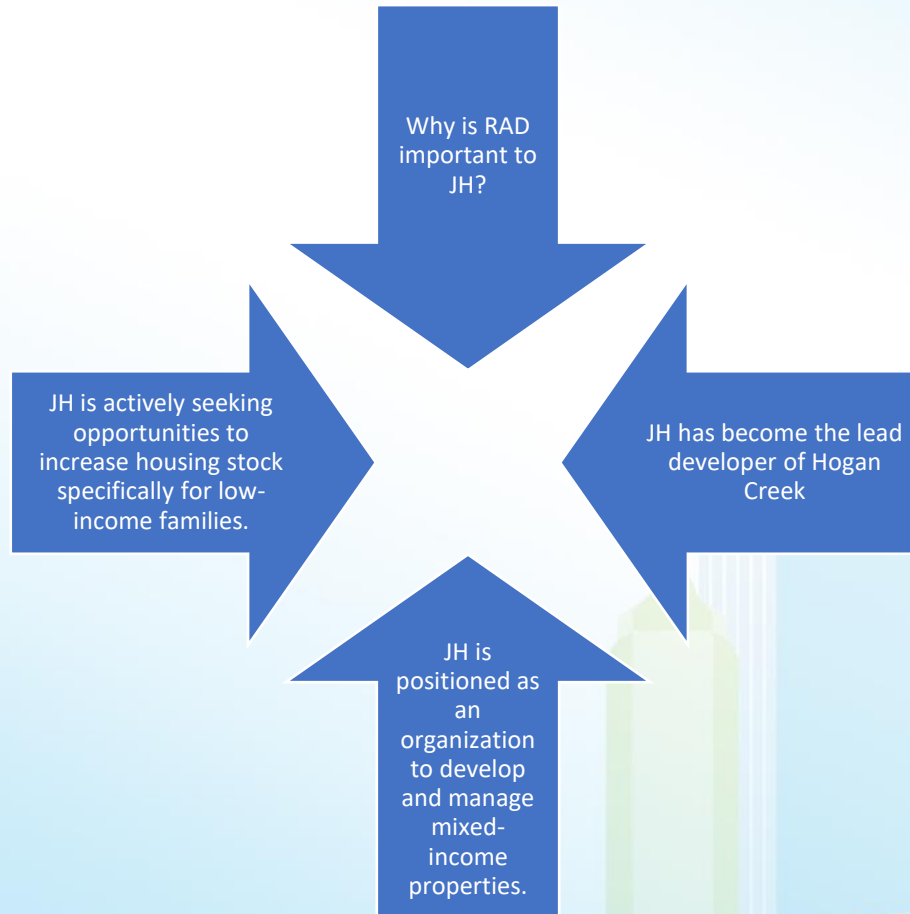 Why is RAD
important to
JH?
JH is actively seeking
opportunities to
increase housing stock
specifically for low-
income families.
JH has become the lead
developer of Hogan
Creek
JH is
positioned as
an
organization
to develop
and manage
mixed-
income
properties.